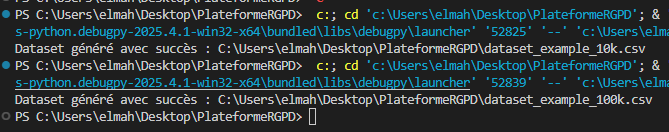 PS C:\Users\elmah\Desktop\PlateformeRGPD>  c:; cd 'c:\Users\elmah\Desktop\PlateformeRGPD'; &
s-python.debugpy-2025.4.1-win32-x64\bundled\libs\debugpy\launcher' '52825' '--' 'c:\Users\elma
Dataset généré avec succès : C:\Users\elmah\Desktop\PlateformeRGPD\dataset_example_10k.csv
PS C:\Users\elmah\Desktop\PlateformeRGPD>  c:; cd 'c:\Users\elmah\Desktop\PlateformeRGPD'; &
s-python.debugpy-2025.4.1-win32-x64\bundled\libs\debugpy\launcher' '52839' '--' 'c:\Users\elma
Dataset généré avec succès : C:\Users\elmah\Desktop\PlateformeRGPD\dataset_example_100k.csv
PS C:\Users\elmah\Desktop\PlateformeRGPD>